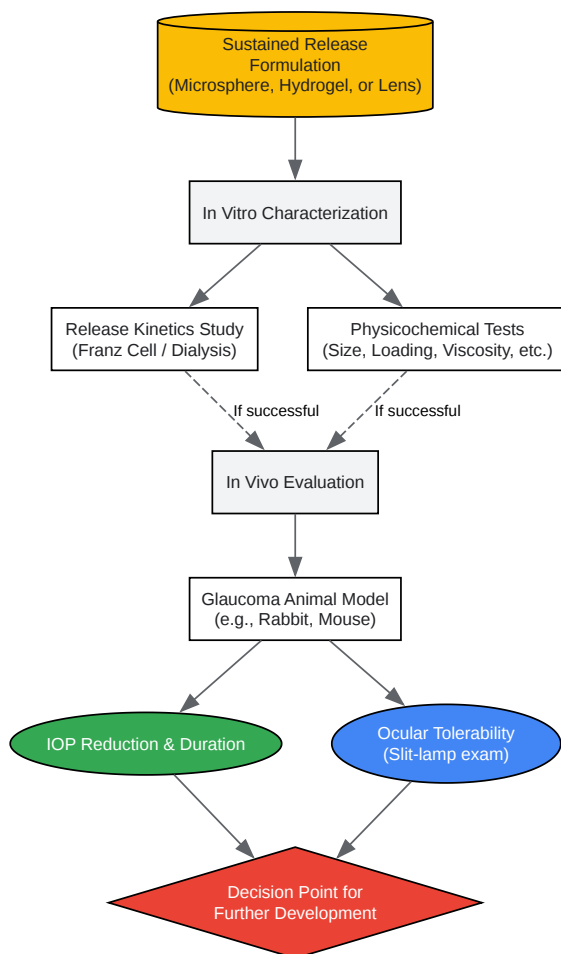 Sustained Release
Formulation
(Microsphere, Hydrogel, or Lens)
In Vitro Characterization
Release Kinetics Study
(Franz Cell / Dialysis)
Physicochemical Tests
(Size, Loading, Viscosity, etc.)
If successful
If successful
In Vivo Evaluation
Glaucoma Animal Model
(e.g., Rabbit, Mouse)
IOP Reduction & Duration
Ocular Tolerability
(Slit-lamp exam)
Decision Point for
Further Development